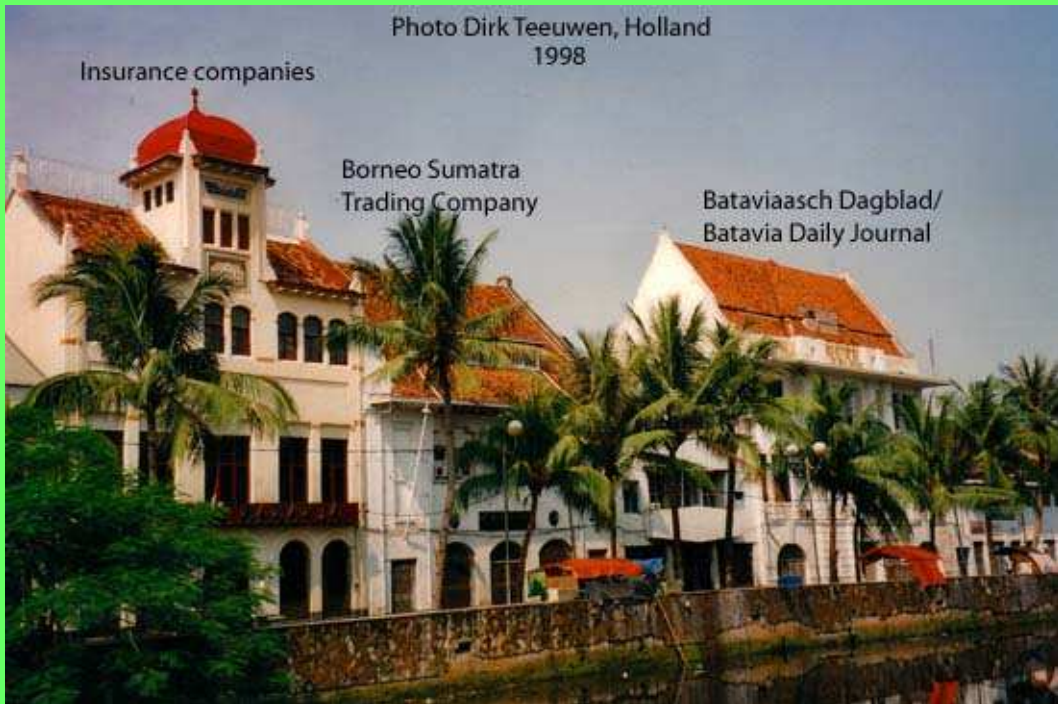 Photo Dirk Teeuwen, Holland
1998
Insurance companies
Borneo Sumatra
Trading Company
Bataviaasch Dagblad/
Batavia Daily Journal